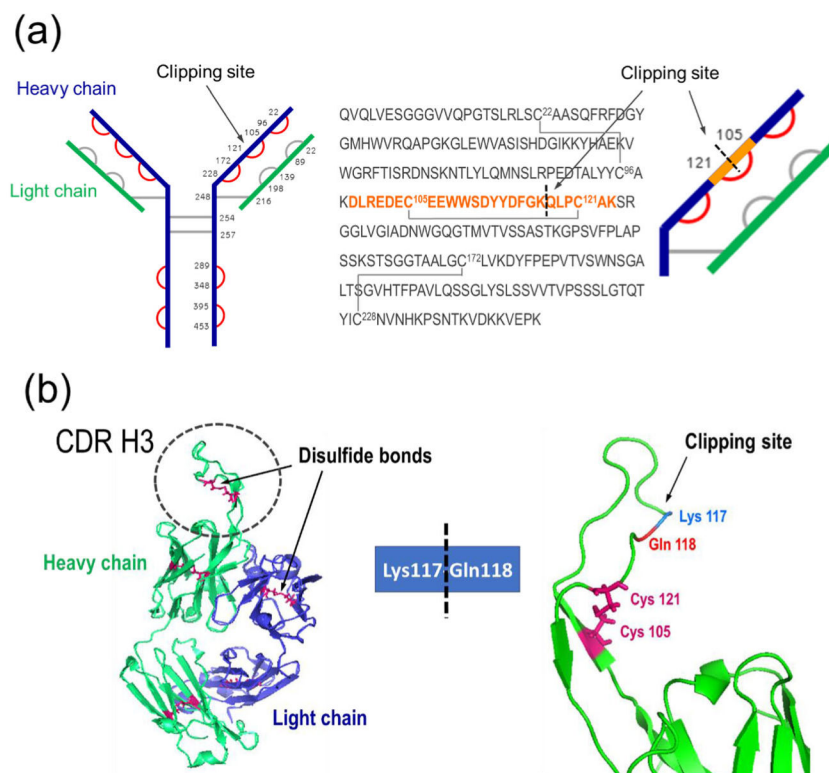 (a)
Clipping site
Heavy chain
Light chain
22
96
105
121
172
228
22
89
139
198
216
248
254
257
289
348
395
453
Clipping site
QVQLVESGGGVVQPGTSLRLSC22AASQFRFDGY
GMHWVRQAPGKGLEWVASISHDGIKKYHAEKV
WGRFTISRDNSKNTLYLQMNSLRPEDTALYYC96A
KDLREDEC105EEWWSDYYDFGKQLPC121AKSR
GGLVGIADNWGQGTMVTVSSASTKGPSVFPLAP
SSKSTSGGTAALGC172LVKDYFPEPVTVSWNSGA
LTSGVHTFPAVLQSSGLYSLSSVVTVPSSSLGTQT
YIC228NVNHKPSNTKVDKKVEPK
105
121
(b)
CDR H3
Disulfide bonds
Heavy chain
Light chain
Lys117 Gln118
Clipping site
Lys 117
Gln 118
Cys 121
Cys 105